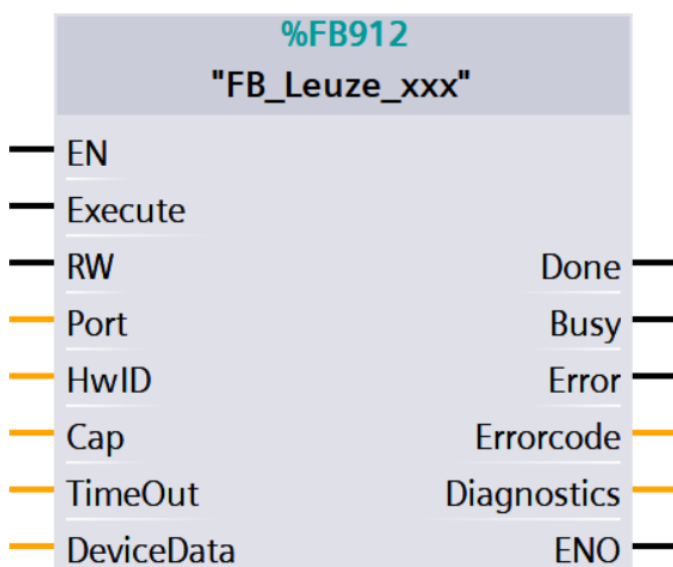 %FB912
"FB_Leuze_xxx"
EN
Execute
RW Done
Port Busy
HwID Error
Cap Errorcode
TimeOut Diagnostics
DeviceData ENO